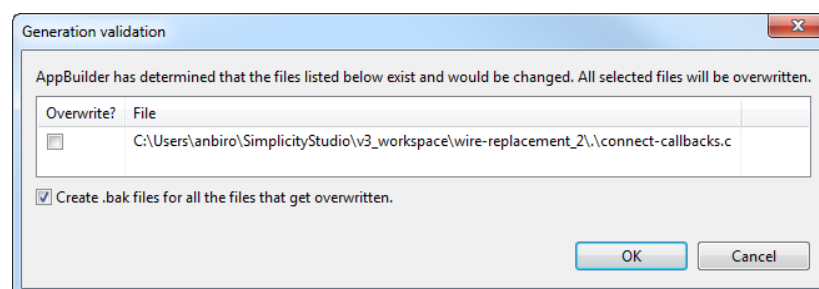 Generation validation
AppBuilder has determined that the files listed below exist and would be changed. All selected files will be overwritten.
Overwrite? File
C:\Users\anbiro\SimplicityStudio\v3_workspace\wire-replacement_2\.\connect-callbacks.c
Create .bak files for all the files that get overwritten.
OK Cancel